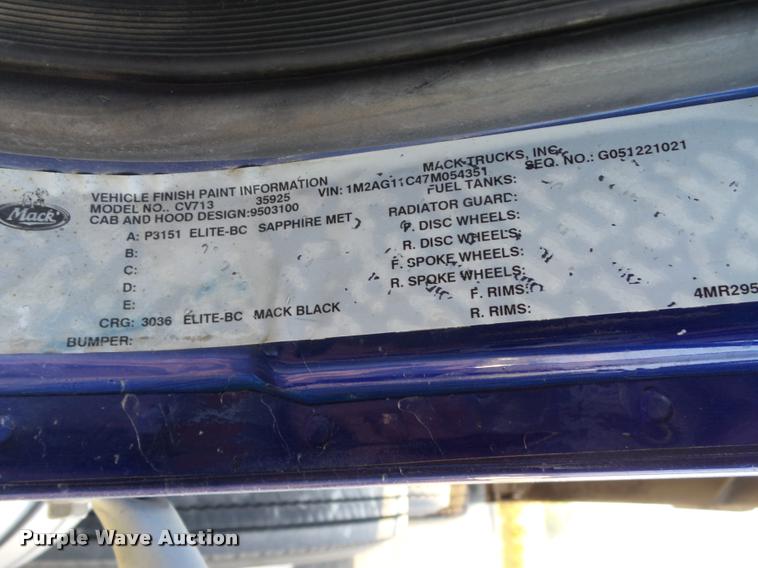 Mack
VEHICLE FINISH PAINT INFORMATION
MACK TRUCKS, INC.
MODEL NO.. CV713 35925 VIN: 1M2AG11C47M054351 SEQ. NO.: G051221021
CAB AND HOOD DESIGN:9503100 FUEL TANKS:
A: P3151 ELITE-BC SAPPHIRE MET RADIATOR GUARD:
B: F. DISC WHEELS:
C: R. DISC WHEELS:
D: F. SPOKE WHEELS:
E: R. SPOKE WHEELS:
F. RIMS:
CRG: 3036 ELITE-BC MACK BLACK R. RIMS: 4MR295
BUMPER:
Purple Wave Auction